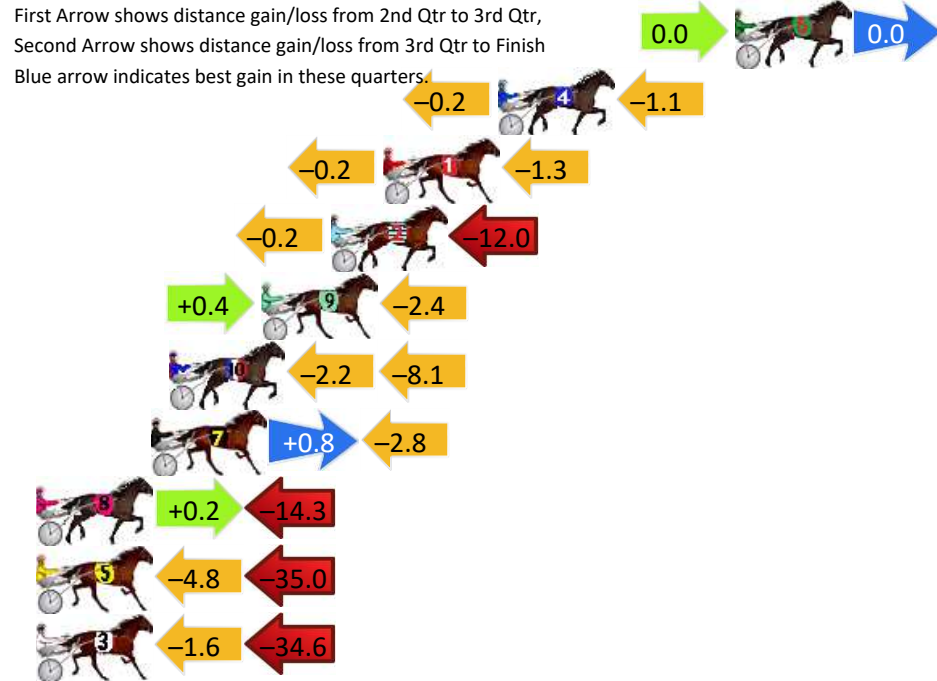 First Arrow shows distance gain/loss from 2nd Qtr to 3rd Qtr,
Second Arrow shows distance gain/loss from 3rd Qtr to Finish
Blue arrow indicates best gain in these quarters.
0.0 6 0.0
–0.2 4 –1.1
–0.2 1 –1.3
–0.2 2 –12.0
+0.4 9 –2.4
10 –2.2 –8.1
7 +0.8 –2.8
8 +0.2 –14.3
5 –4.8 –35.0
3 –1.6 –34.6